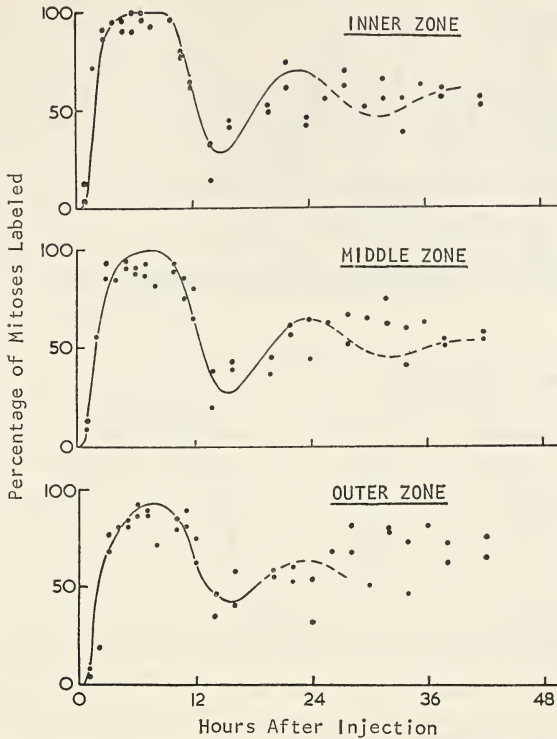 INNER ZONE
100
50
0
MIDDLE ZONE
100
50
0
OUTER ZONE
100
50
0
0 12 24 36 48
Percentage of Mitoses Labeled
Hours After Injection